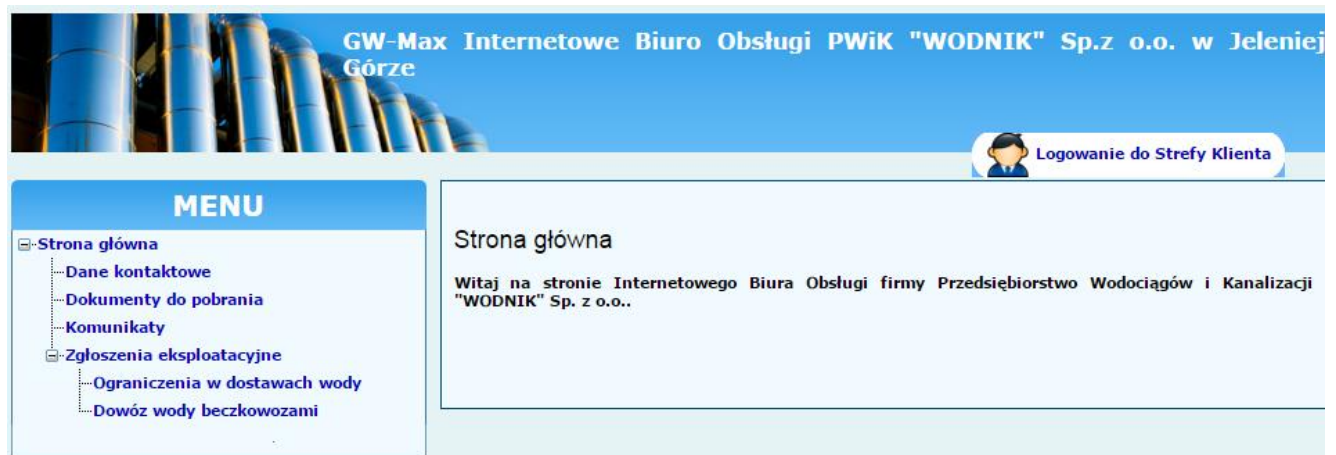 GW-Max Internetowe Biuro Obsługi PWiK "WODNIK" Sp.z o.o. w Jeleniej
Górze
Logowanie do Strefy Klienta
MENU
Strona główna
Dane kontaktowe
Dokumenty do pobrania
Komunikaty
Zgłoszenia eksploatacyjne
Ograniczenia w dostawach wody
Dowóz wody beczkowozami
Strona główna
Witaj na stronie Internetowego Biura Obsługi firmy Przedsiębiorstwo Wodociągów i Kanalizacji
"WODNIK" Sp. z o.o..